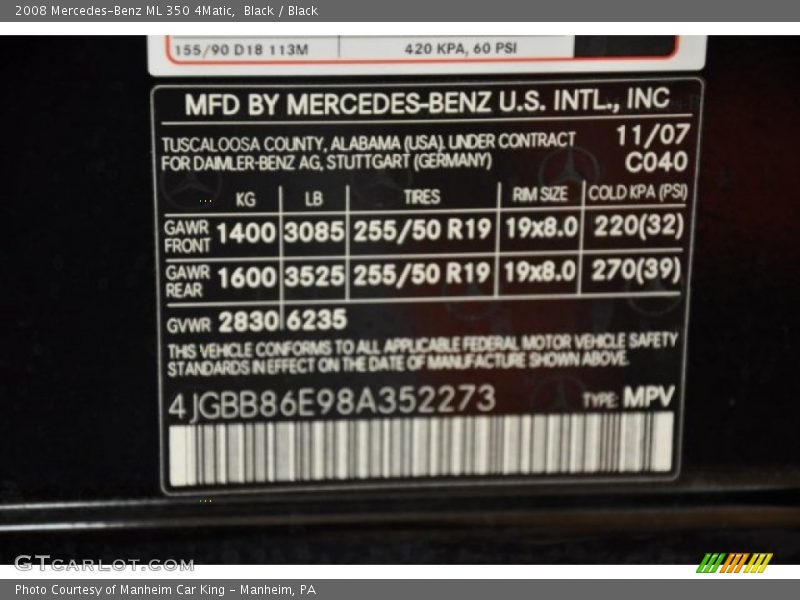 2008 Mercedes-Benz ML 350 4Matic, Black / Black
155/90 D18 113M 420 KPA, 60 PSI
MFD BY MERCEDES-BENZ U.S. INTL., INC
TUSCALOOSA COUNTY, ALABAMA (USA), UNDER CONTRACT 11/07
FOR DAIMLER-BENZ AG, STUTTGART (GERMANY) C040
KG LB TIRES RIM SIZE COLD KPA (PSI)
GAWR FRONT 1400 3085 255/50 R19 19x8.0 220(32)
GAWR REAR 1600 3525 255/50 R19 19x8.0 270(39)
GVWR 2830 6235
THIS VEHICLE CONFORMS TO ALL APPLICABLE FEDERAL MOTOR VEHICLE SAFETY
STANDARDS IN EFFECT ON THE DATE OF MANUFACTURE SHOWN ABOVE.
4JGBB86E98A352273 TYPE: MPV
GTCARLOT.COM
Photo Courtesy of Manheim Car King - Manheim, PA